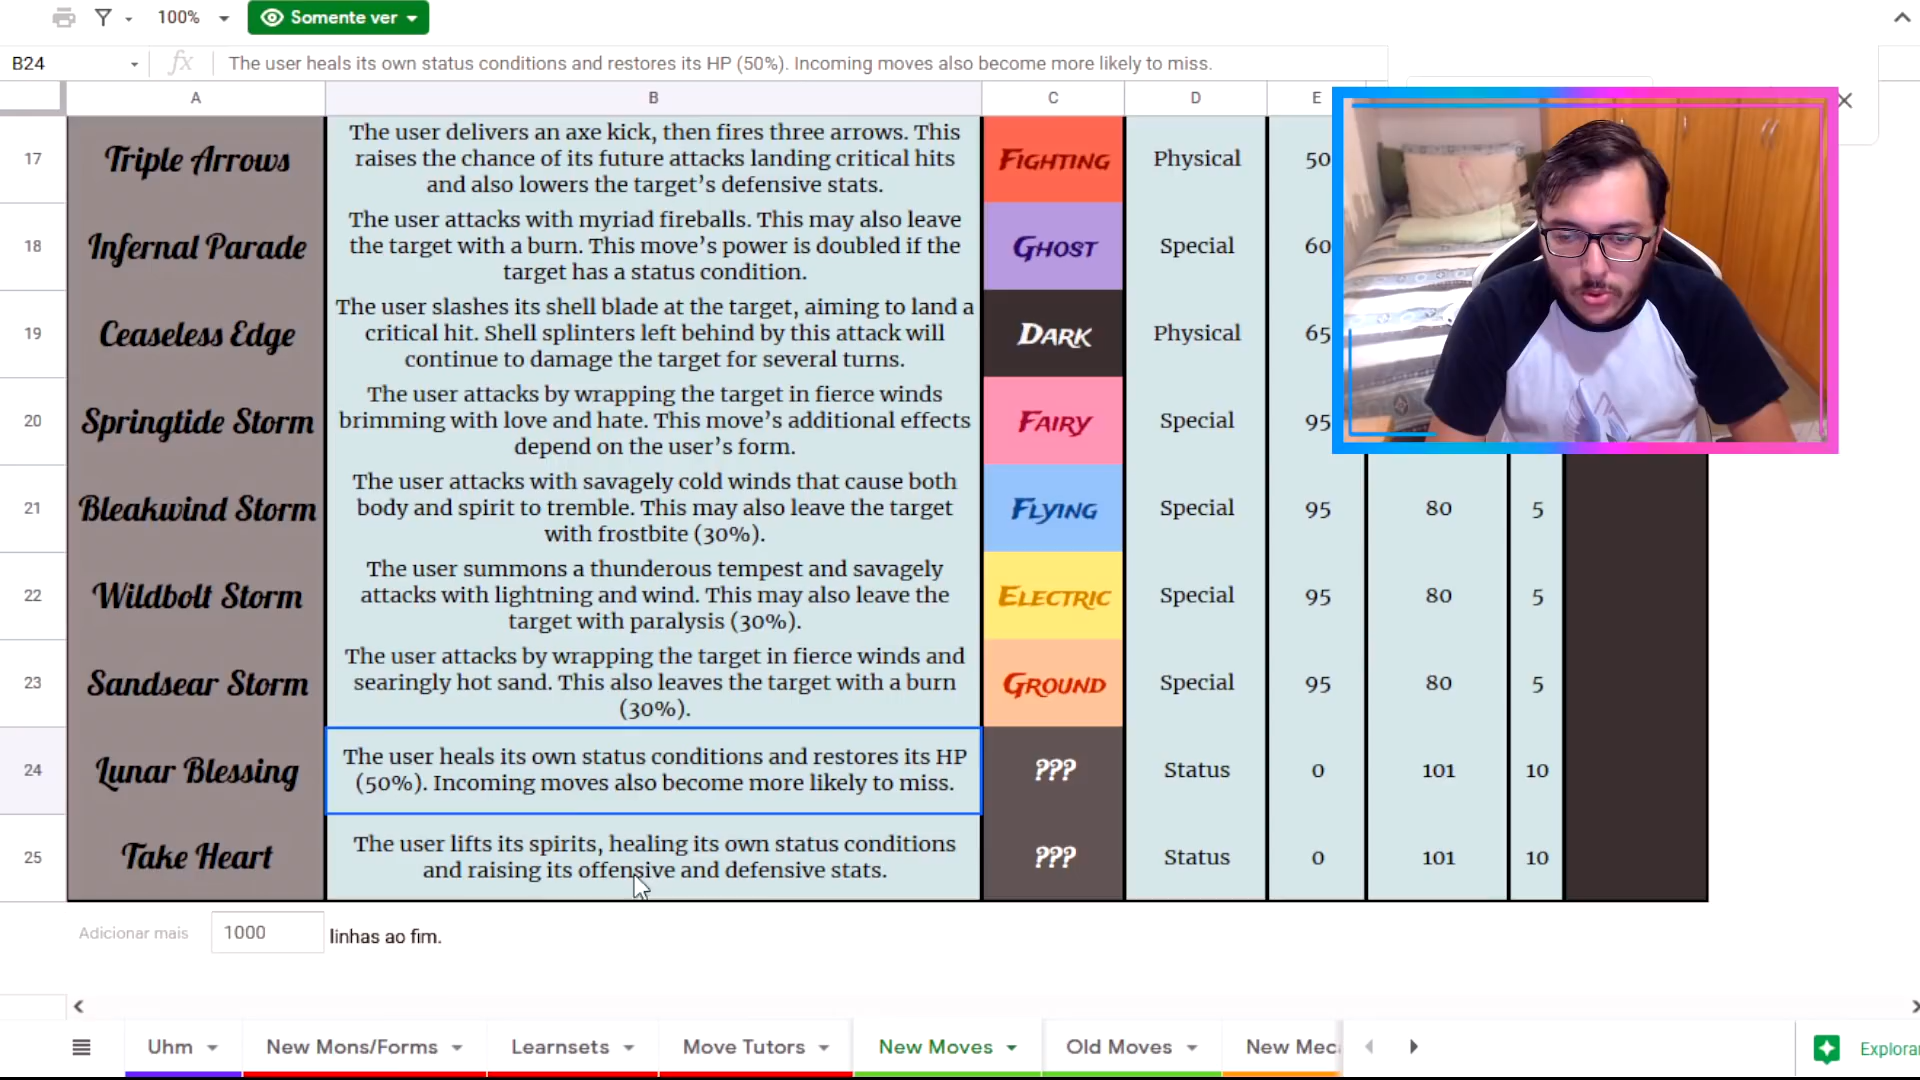 100%
Somente ver
B24
fx
The user heals its own status conditions and restores its HP (50%). Incoming moves also become more likely to miss.
A B C D E
17
Triple Arrows
The user delivers an axe kick, then fires three arrows. This
raises the chance of its future attacks landing critical hits
and also lowers the target's defensive stats.
Fighting
Physical
50
18
Infernal Parade
The user attacks with myriad fireballs. This may also leave
the target with a burn. This move's power is doubled if the
target has a status condition.
Ghost
Special
60
19
Ceaseless Edge
The user slashes its shell blade at the target, aiming to land a
critical hit. Shell splinters left behind by this attack will
continue to damage the target for several turns.
Dark
Physical
65
20
Springtide Storm
The user attacks by wrapping the target in fierce winds
brimming with love and hate. This move's additional effects
depend on the user's form.
Fairy
Special
95
21
Bleakwind Storm
The user attacks with savagely cold winds that cause both
body and spirit to tremble. This may also leave the target
with frostbite (30%).
Flying
Special
95
80
5
22
Wildbolt Storm
The user summons a thunderous tempest and savagely
attacks with lightning and wind. This may also leave the
target with paralysis (30%).
Electric
Special
95
80
5
23
Sandsear Storm
The user attacks by wrapping the target in fierce winds and
searingly hot sand. This also leaves the target with a burn
(30%).
Ground
Special
95
80
5
24
Lunar Blessing
The user heals its own status conditions and restores its HP
(50%). Incoming moves also become more likely to miss.
???
Status
0
101
10
25
Take Heart
The user lifts its spirits, healing its own status conditions
and raising its offensive and defensive stats.
???
Status
0
101
10
Adicionar mais 1000 linhas ao fim.
Uhm New Mons/Forms Learnsets Move Tutors New Moves Old Moves New Mec Explorar